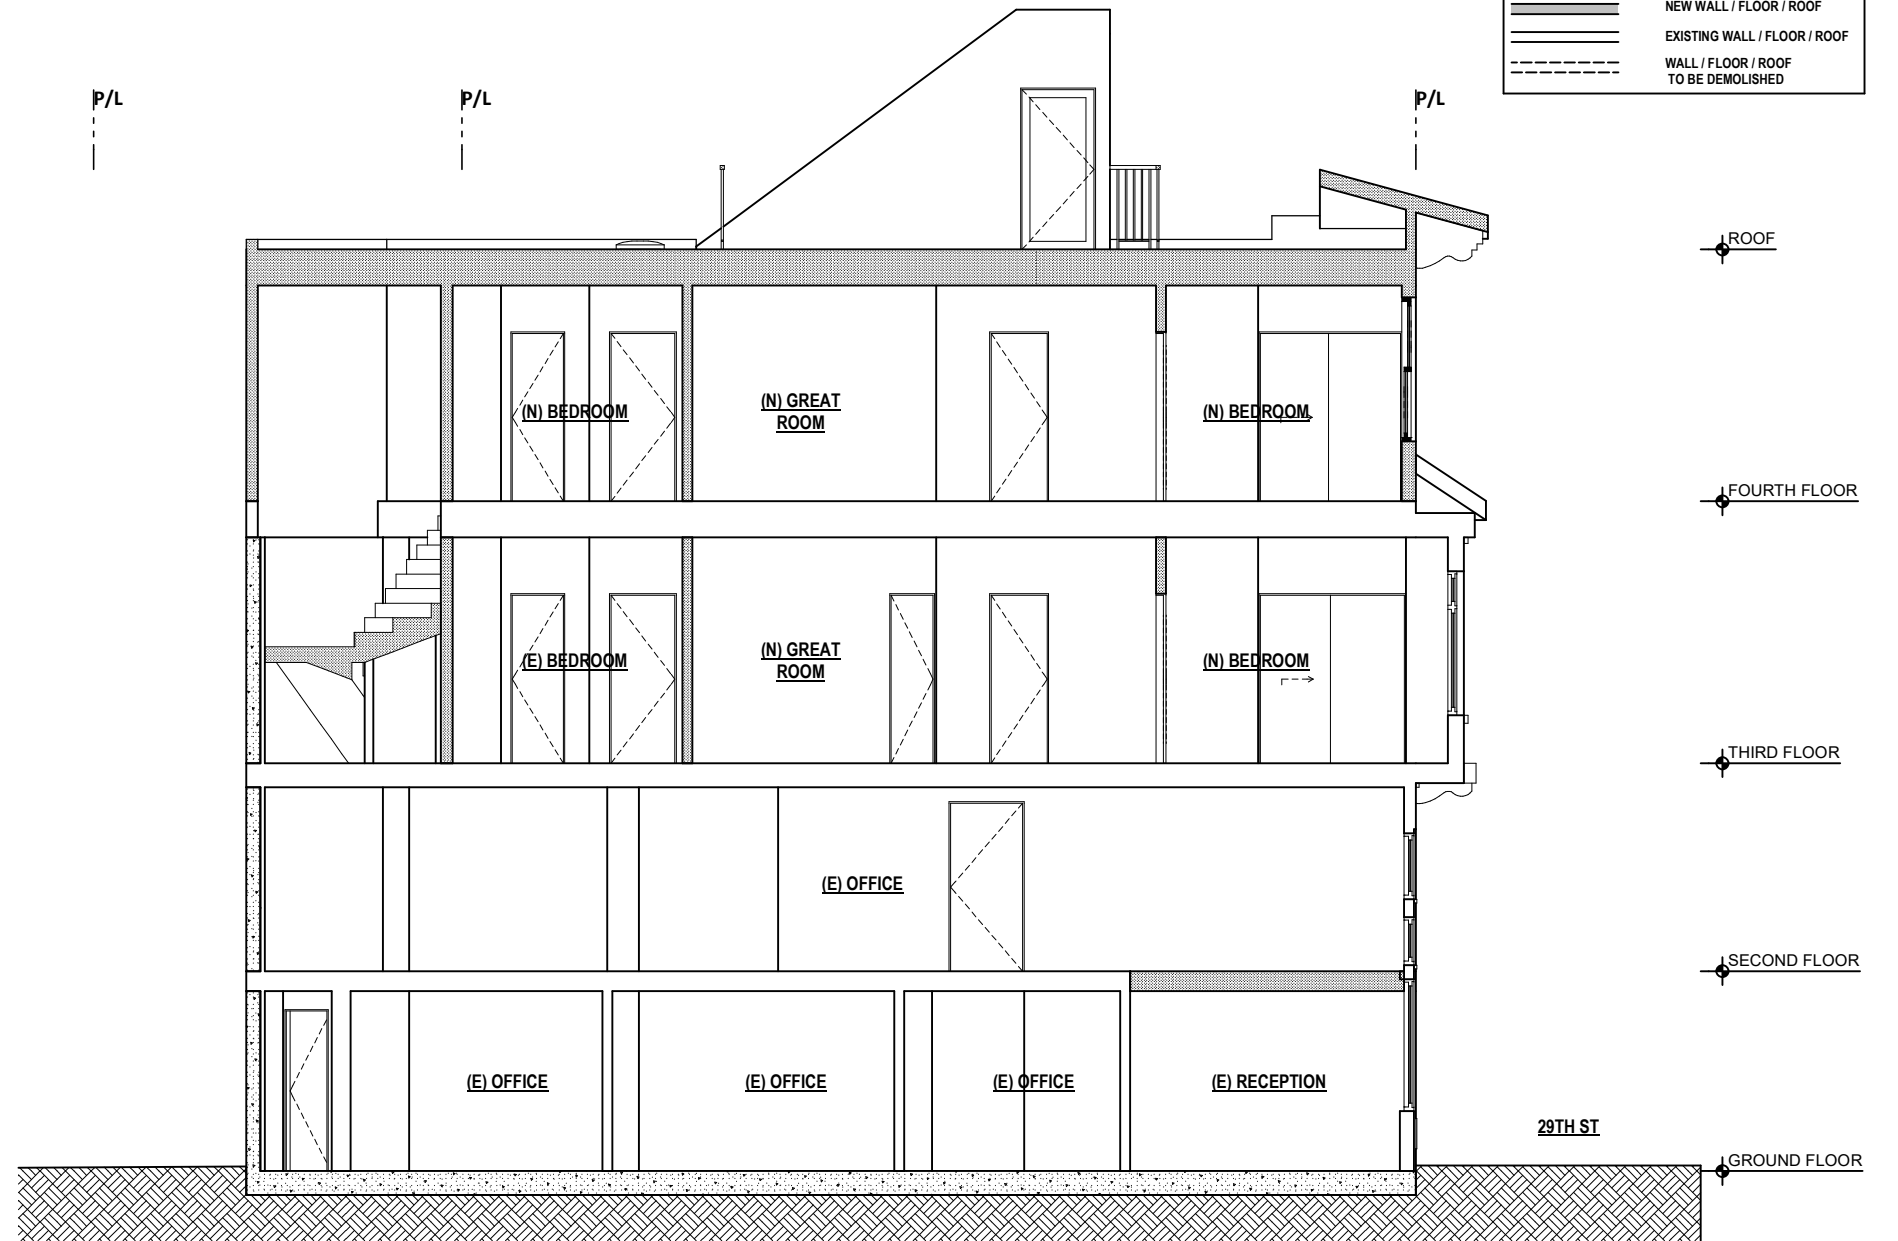 NEW WALL / FLOOR / ROOF
EXISTING WALL / FLOOR / ROOF
WALL / FLOOR / ROOF
TO BE DEMOLISHED
P/L
P/L
P/L
ROOF
(N) BEDROOM
(N) GREAT
ROOM
(N) BEDROOM
FOURTH FLOOR
(E) BEDROOM
(N) GREAT
ROOM
(N) BEDROOM
THIRD FLOOR
(E) OFFICE
SECOND FLOOR
(E) OFFICE
(E) OFFICE
(E) OFFICE
(E) RECEPTION
29TH ST
GROUND FLOOR